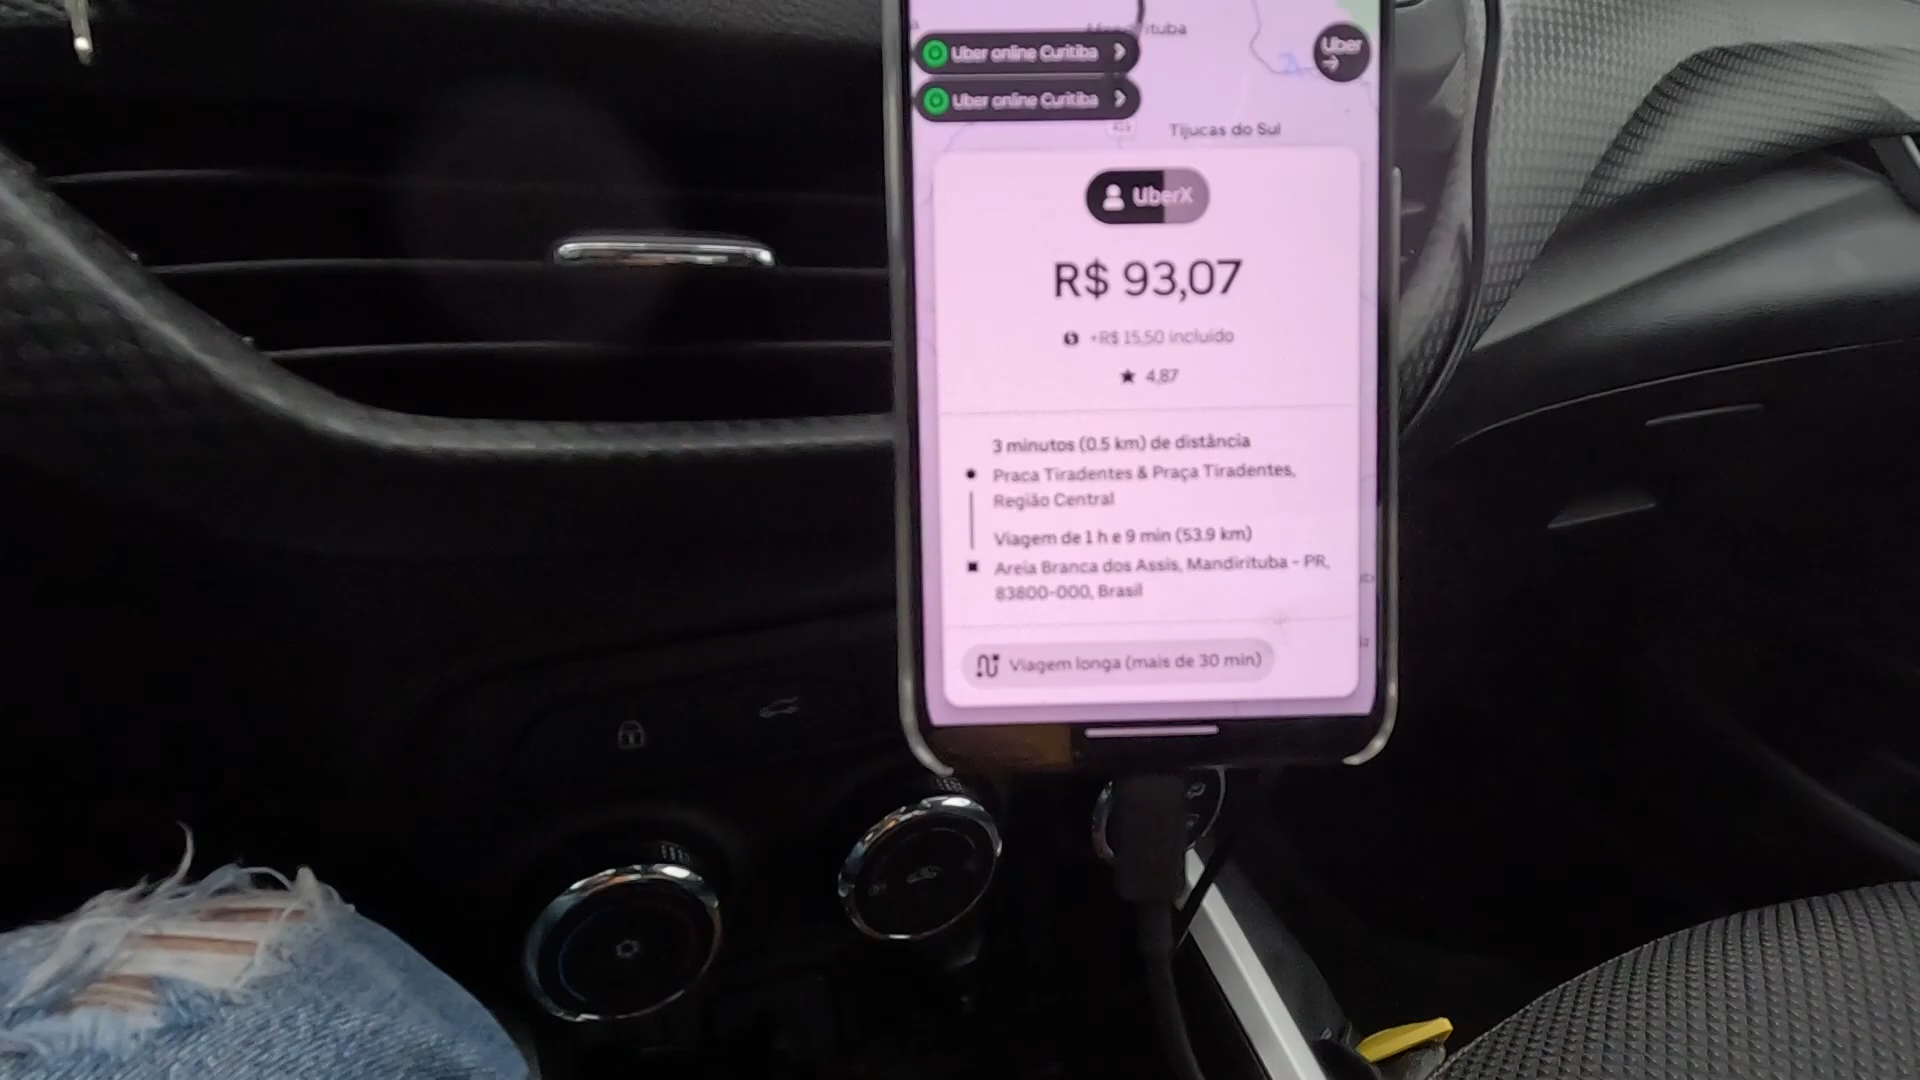 ituba
Uber online Curitiba
Uber
Uber online Curitiba
Tijucas do Sul
UberX
R$ 93,07
+R$ 15,50 incluído
4,87
3 minutos (0.5 km) de distância
Praca Tiradentes & Praça Tiradentes,
Região Central
Viagem de 1 h e 9 min (53.9 km)
Areia Branca dos Assis, Mandirituba - PR,
83800-000, Brasil
Viagem longa (mais de 30 min)